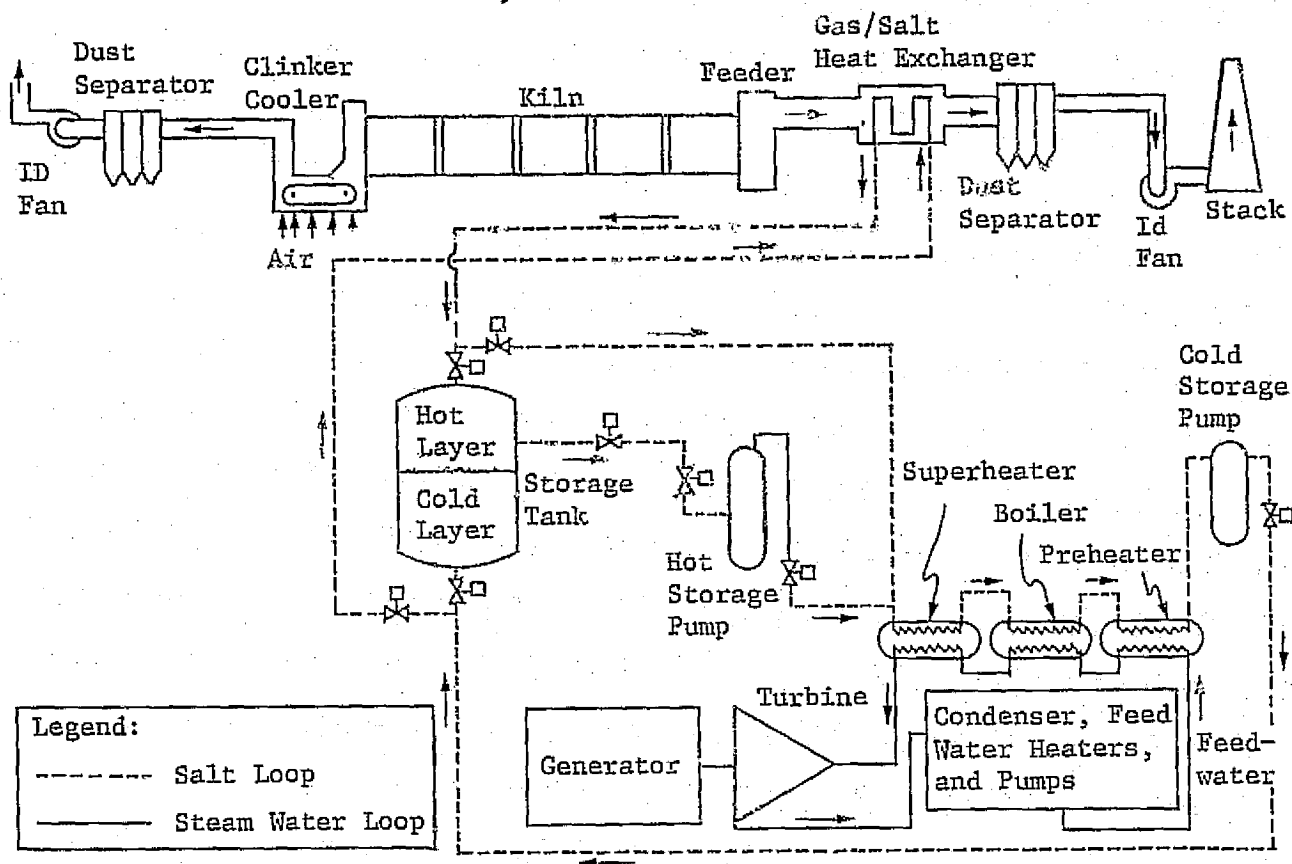 Gas/Salt
Heat Exchanger
Dust
Separator
Clinker
Cooler
Kiln
Feeder
ID
Fan
Air
Dust
Separator
Id
Fan
Stack
Cold
Storage
Pump
Hot
Layer
Cold
Layer
Storage
Tank
Hot
Storage
Pump
Superheater
Boiler
Preheater
Turbine
Generator
Condenser, Feed
Water Heaters,
and Pumps
Feed-
water
Legend:
Salt Loop
Steam Water Loop